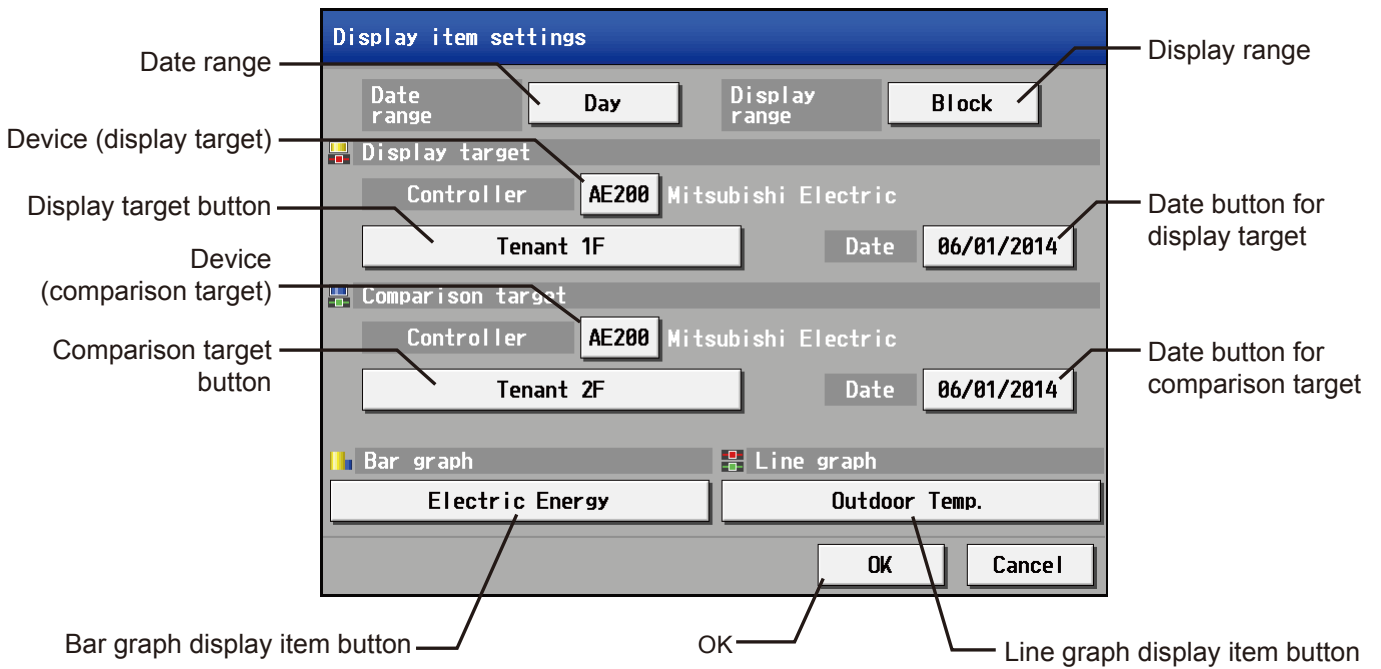 Display item settings
Date range
Display range
Date
range
Day
Display
range
Block
Device (display target)
Display target
Controller
AE200
Mitsubishi Electric
Display target button
Tenant 1F
Date
06/01/2014
Date button for
display target
Device
(comparison target)
Comparison target
Controller
AE200
Mitsubishi Electric
Comparison target
button
Tenant 2F
Date
06/01/2014
Date button for
comparison target
Bar graph
Line graph
Electric Energy
Outdoor Temp.
OK
Cancel
Bar graph display item button
OK
Line graph display item button